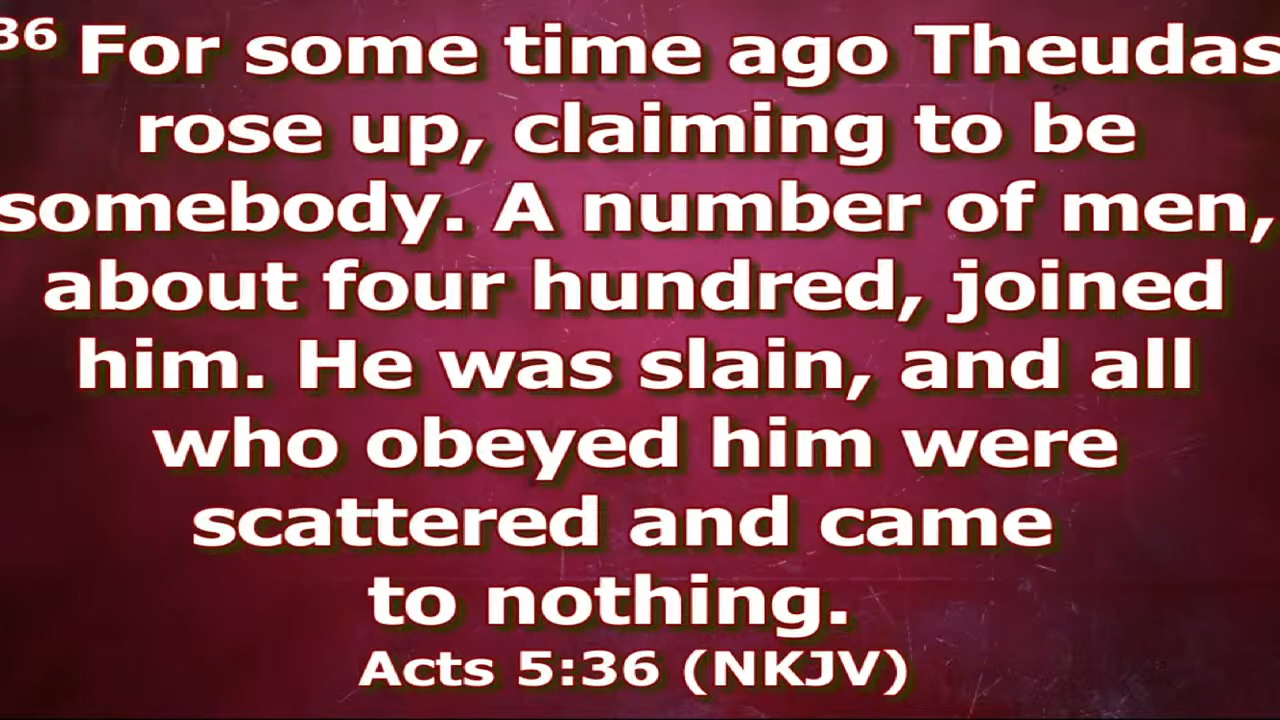 36 For some time ago Theudas
rose up, claiming to be
somebody. A number of men,
about four hundred, joined
him. He was slain, and all
who obeyed him were
scattered and came
to nothing.
Acts 5:36 (NKJV)